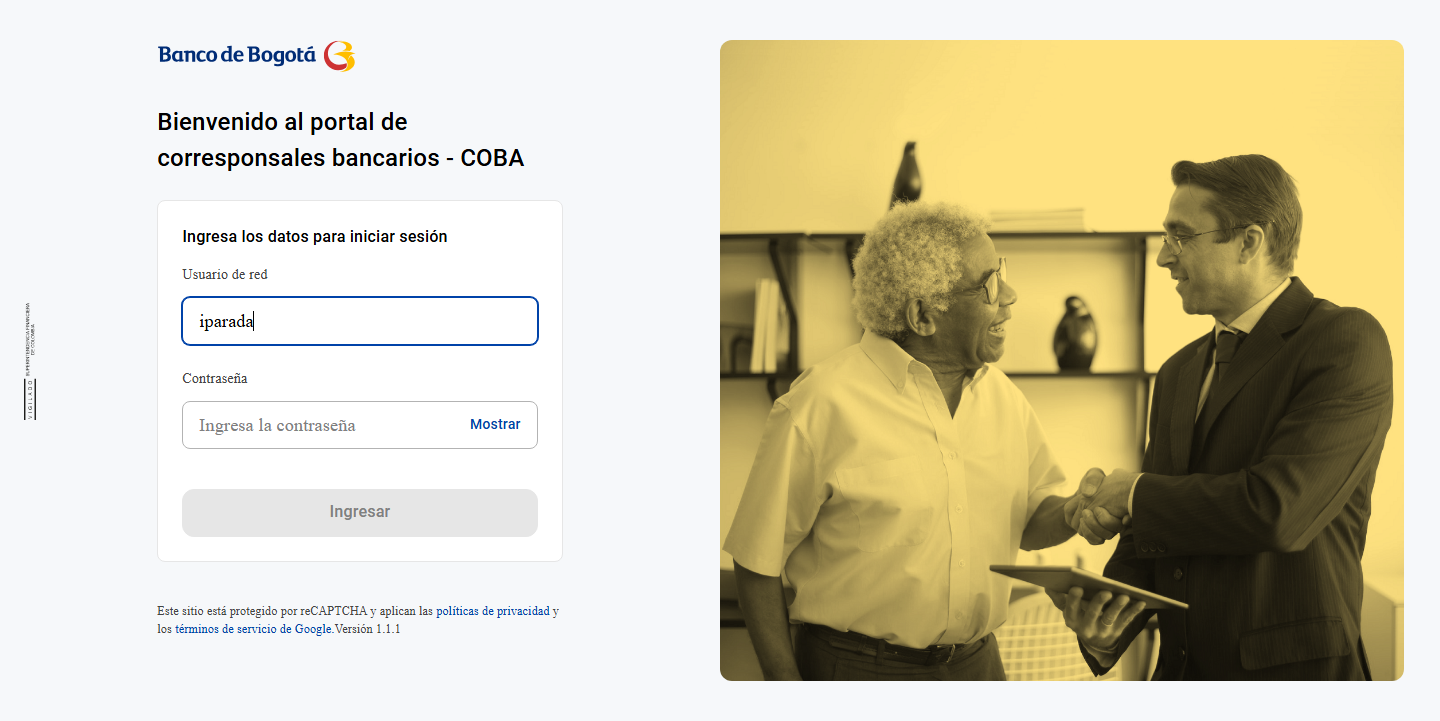 Banco de Bogotá
Bienvenido al portal de
corresponsales bancarios - COBA
Ingresa los datos para iniciar sesión
Usuario de red
iparada
Contraseña
Ingresa la contraseña
Mostrar
Ingresar
Este sitio está protegido por reCAPTCHA y aplican las políticas de privacidad y
los términos de servicio de Google.Versión 1.1.1
VIGILADO
SUPERINTENDENCIA FINANCIERA
DE COLOMBIA